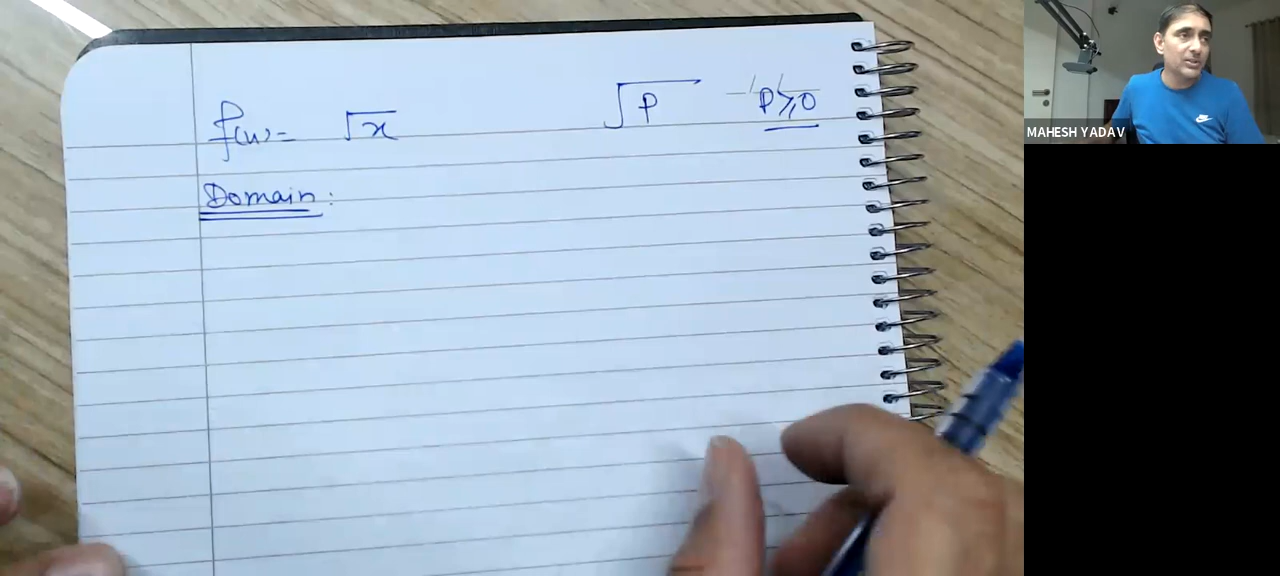 f(x)= √x √P P≥0
Domain:
MAHESH YADAV